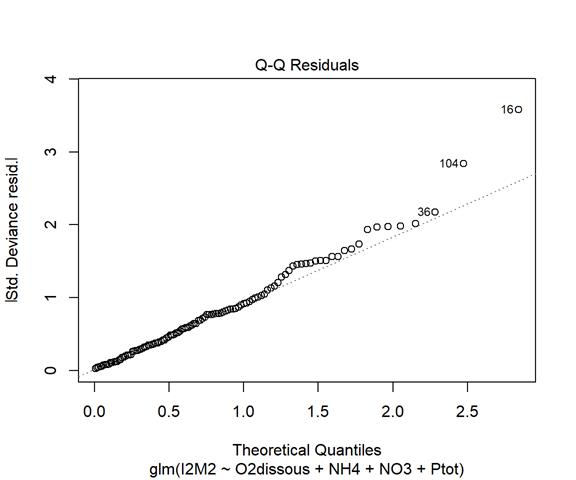 Q-Q Residuals
|Std. Deviance resid.|
4
3
2
1
0
16
104
36
0.0 0.5 1.0 1.5 2.0 2.5
Theoretical Quantiles
glm(I2M2 ~ O2dissous + NH4 + NO3 + Ptot)